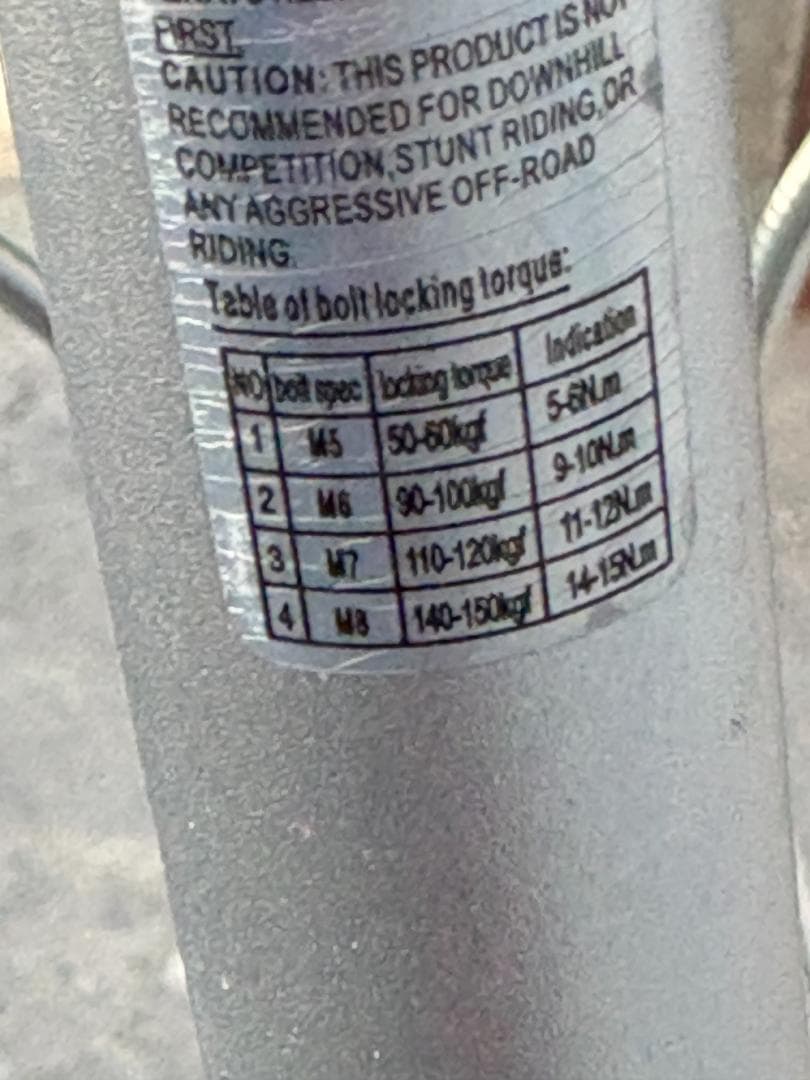 FIRST.
CAUTION: THIS PRODUCT IS NOT
RECOMMENDED FOR DOWNHILL
COMPETITION,STUNT RIDING,OR
ANY AGGRESSIVE OFF-ROAD
RIDING.
Table of bolt locking torque:
NO bolt spec locking torque Indication
1 M5 50-60kgf 5-6N.m
2 M6 90-100kgf 9-10N.m
3 M7 110-120kgf 11-12N.m
4 M8 140-150kgf 14-15N.m